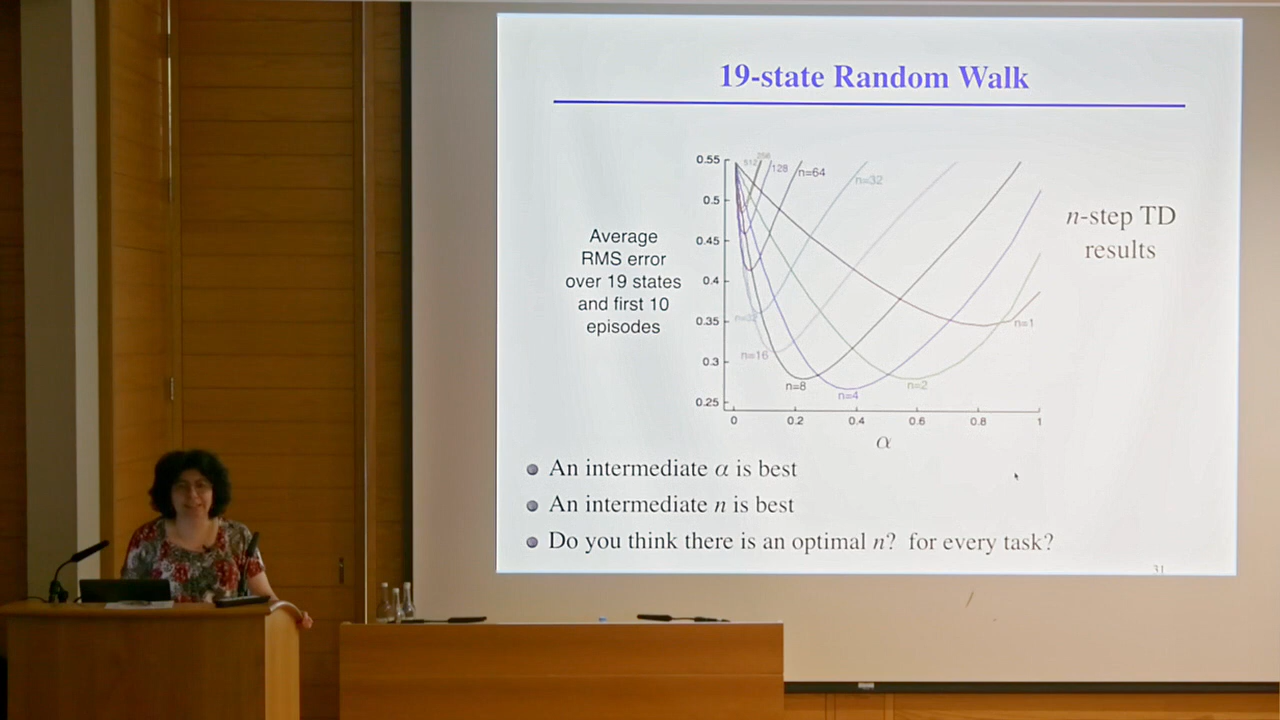 19-state Random Walk
0.55
0.5
0.45
0.4
0.35
0.3
0.25
512
256
128
n=64
n=32
n=32
n=16
n=8
n=4
n=2
n=1
0 0.2 0.4 0.6 0.8 1
α
Average
RMS error
over 19 states
and first 10
episodes
n-step TD
results
An intermediate α is best
An intermediate n is best
Do you think there is an optimal n? for every task?
31